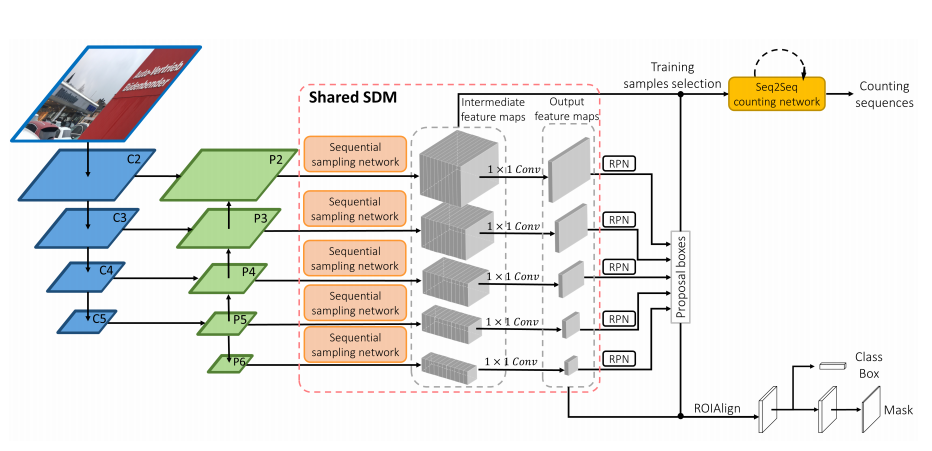 Auto-Vertrieb
Büdenbender
Shared SDM
Training
samples selection
Seq2Seq
counting network
Counting
sequences
Intermediate
feature maps
Output
feature maps
C2
P2
Sequential
sampling network
1 × 1 Conv
RPN
C3
P3
Sequential
sampling network
1 × 1 Conv
RPN
C4
P4
Sequential
sampling network
1 × 1 Conv
RPN
C5
P5
Sequential
sampling network
1 × 1 Conv
RPN
P6
Sequential
sampling network
1 × 1 Conv
RPN
Proposal boxes
ROIAlign
Class
Box
Mask